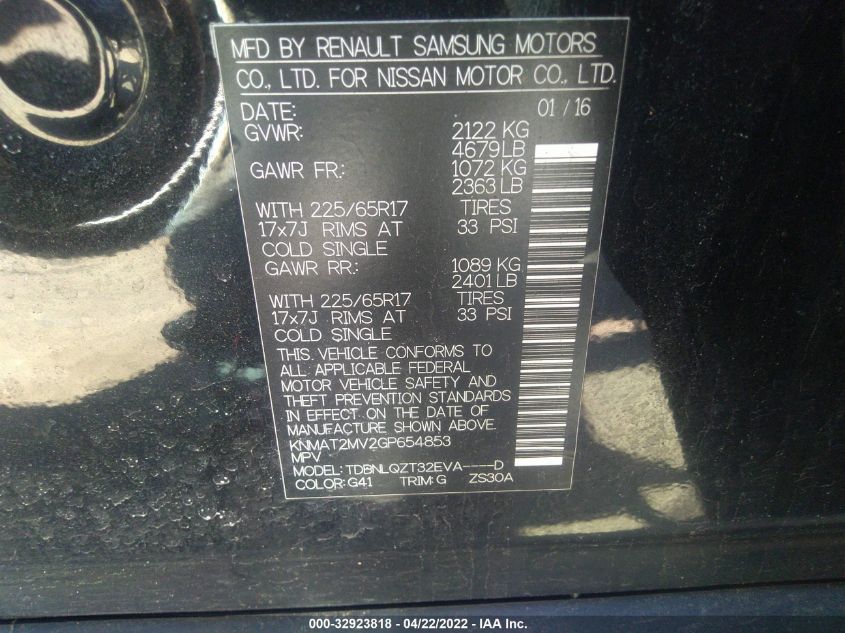 MFD BY RENAULT SAMSUNG MOTORS
CO., LTD. FOR NISSAN MOTOR CO., LTD.
DATE: 01 / 16
GVWR: 2122 KG
4679 LB
GAWR FR.: 1072 KG
2363 LB
WITH 225/65R17 TIRES
17x7J RIMS AT 33 PSI
COLD SINGLE
GAWR RR.: 1089 KG
2401 LB
WITH 225/65R17 TIRES
17x7J RIMS AT 33 PSI
COLD SINGLE
THIS VEHICLE CONFORMS TO
ALL APPLICABLE FEDERAL
MOTOR VEHICLE SAFETY AND
THEFT PREVENTION STANDARDS
IN EFFECT ON THE DATE OF
MANUFACTURE SHOWN ABOVE.
KNMAT2MV2GP654853
MPV
MODEL: TDBNLQZT32EVA----D
COLOR: G41 TRIM: G ZS30A
000-32923818 - 04/22/2022 - IAA Inc.